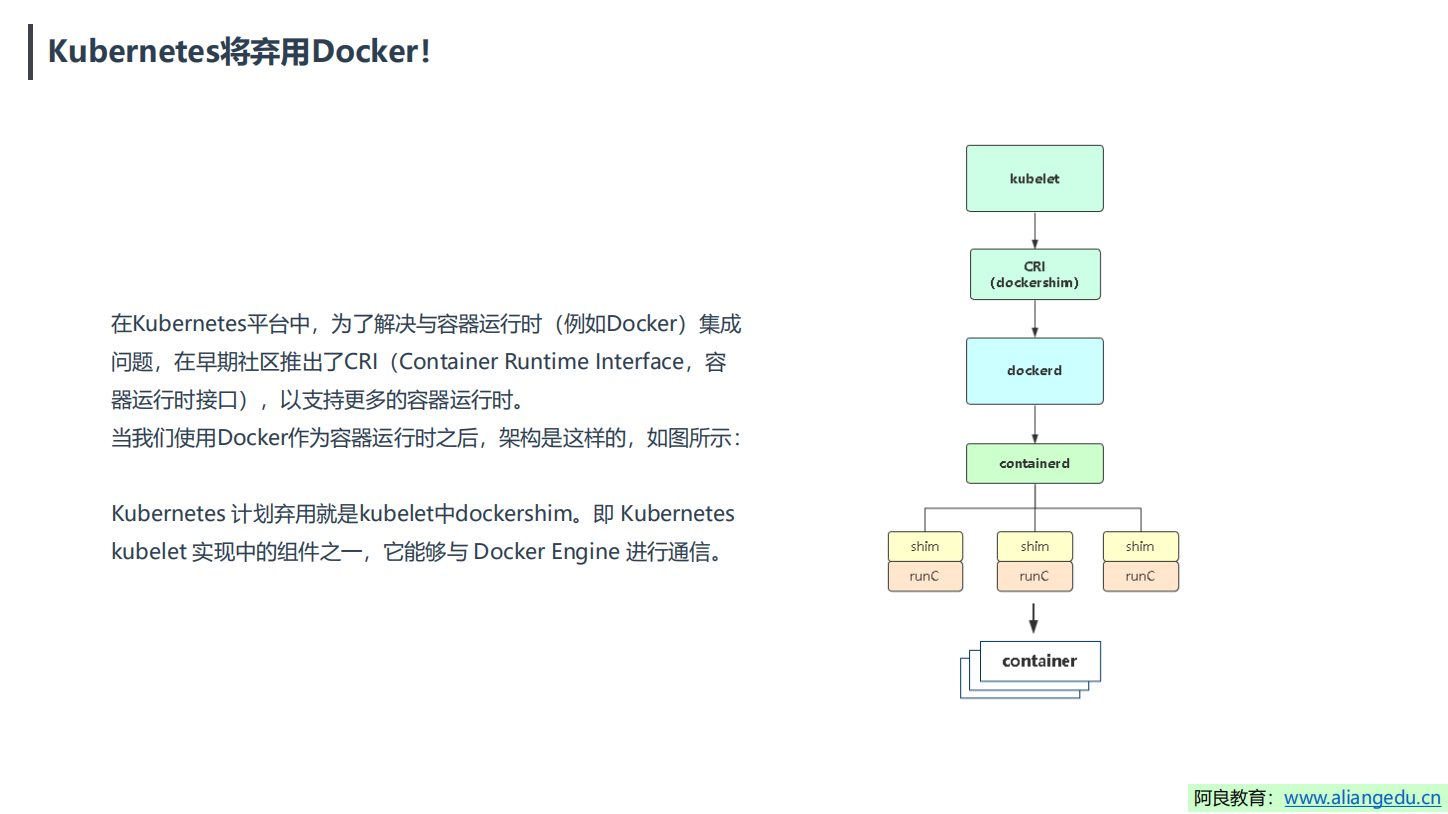 Kubernetes将弃用Docker！
在Kubernetes平台中，为了解决与容器运行时（例如Docker）集成
问题，在早期社区推出了CRI（Container Runtime Interface，容
器运行时接口），以支持更多的容器运行时。
当我们使用Docker作为容器运行时之后，架构是这样的，如图所示：
Kubernetes 计划弃用就是kubelet中dockershim。即 Kubernetes
kubelet 实现中的组件之一，它能够与 Docker Engine 进行通信。
kubelet
CRI
(dockershim)
dockerd
containerd
shim
shim
shim
runC
runC
runC
container
阿良教育：www.aliangedu.cn